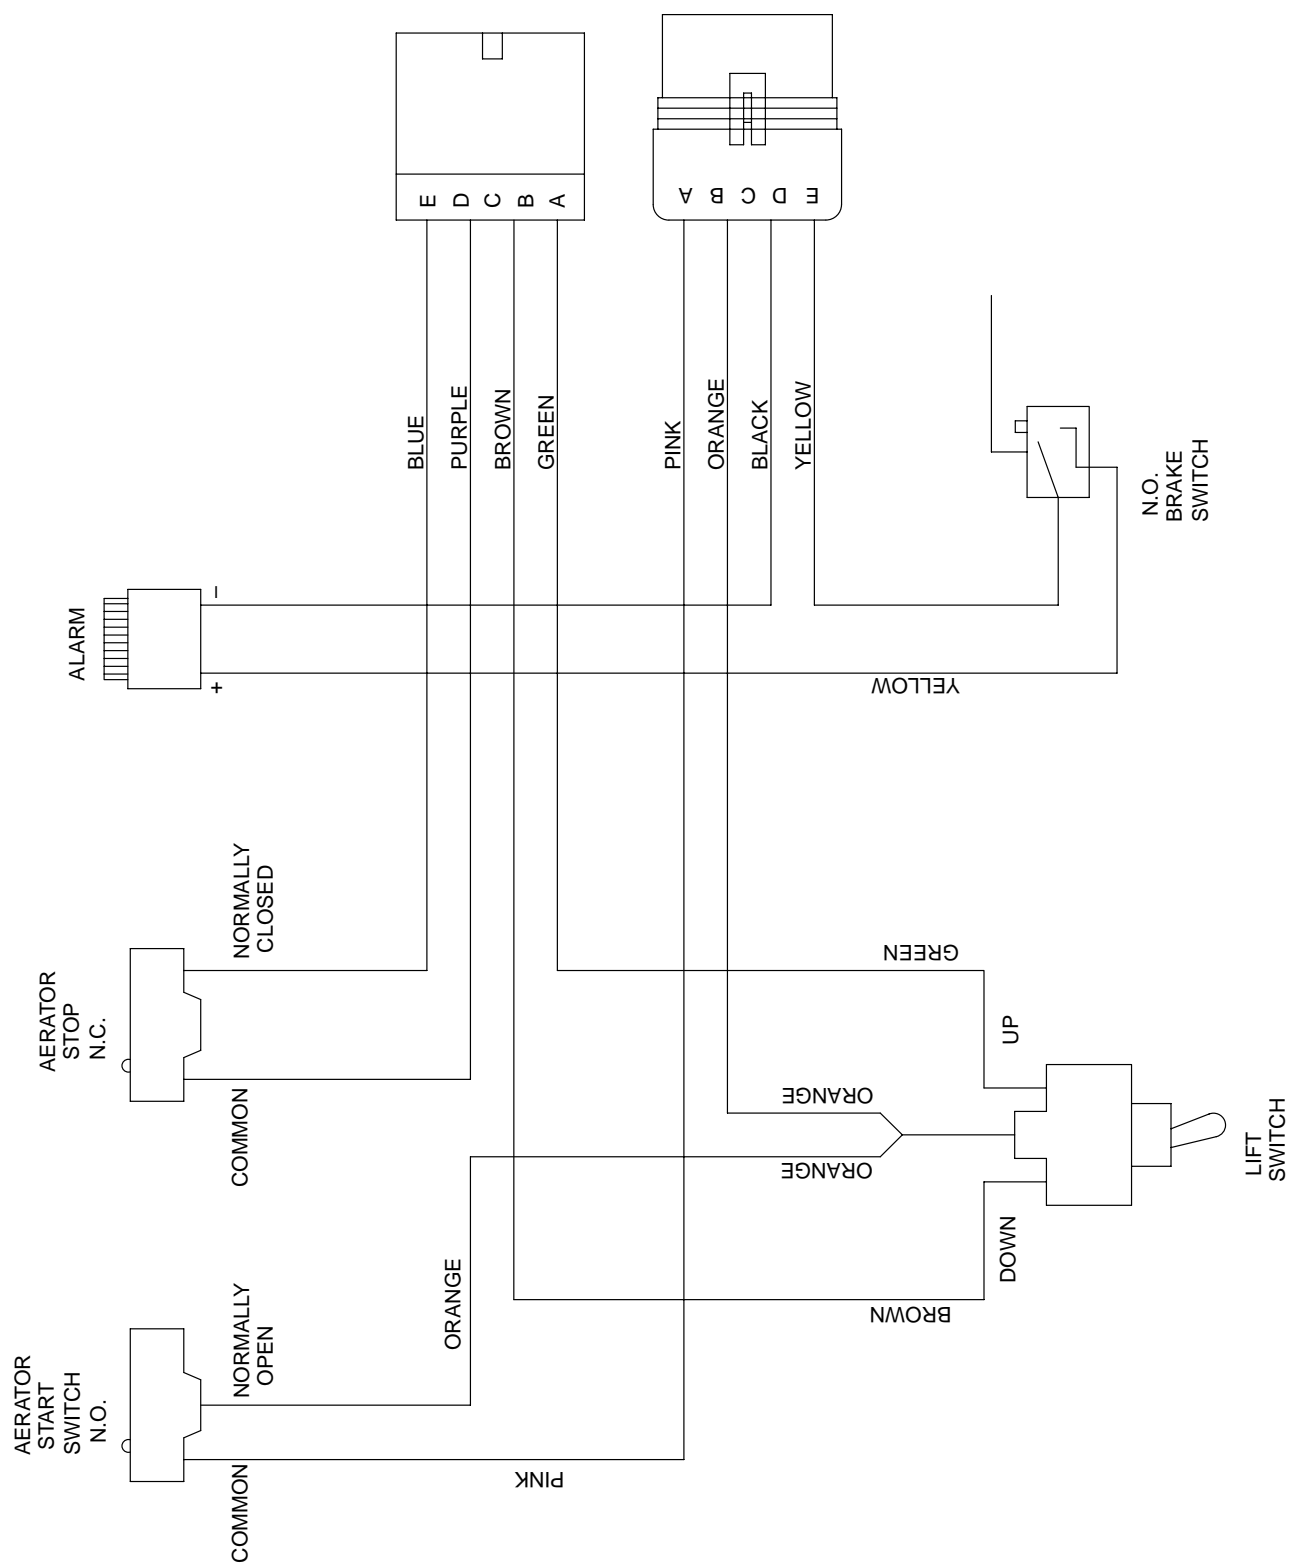 AERATOR
START
SWITCH
N.O.
COMMON
NORMALLY
OPEN
PINK
ORANGE
AERATOR
STOP
N.C.
COMMON
NORMALLY
CLOSED
ALARM
+
–
BLUE
PURPLE
BROWN
GREEN
E
D
C
B
A
PINK
ORANGE
BLACK
YELLOW
A
B
C
D
E
YELLOW
N.O.
BRAKE
SWITCH
GREEN
UP
ORANGE
ORANGE
BROWN
DOWN
LIFT
SWITCH